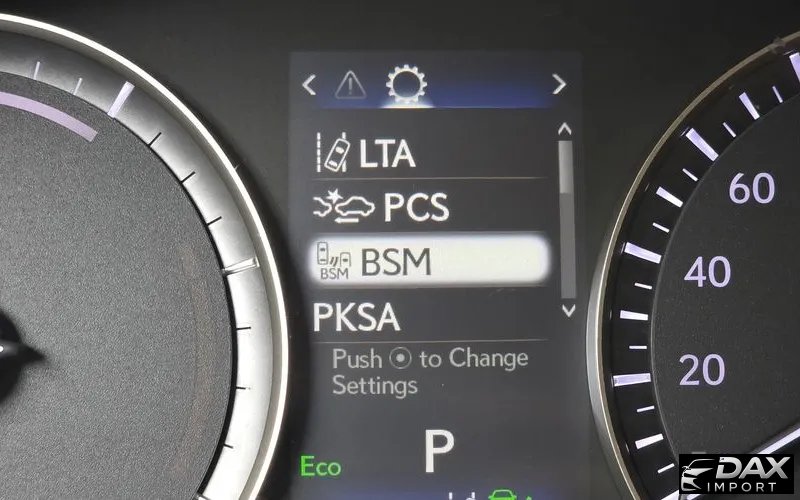 LTA
PCS
BSM BSM
PKSA
Push to Change
Settings
P
Eco
60
40
20
DAX
IMPORT